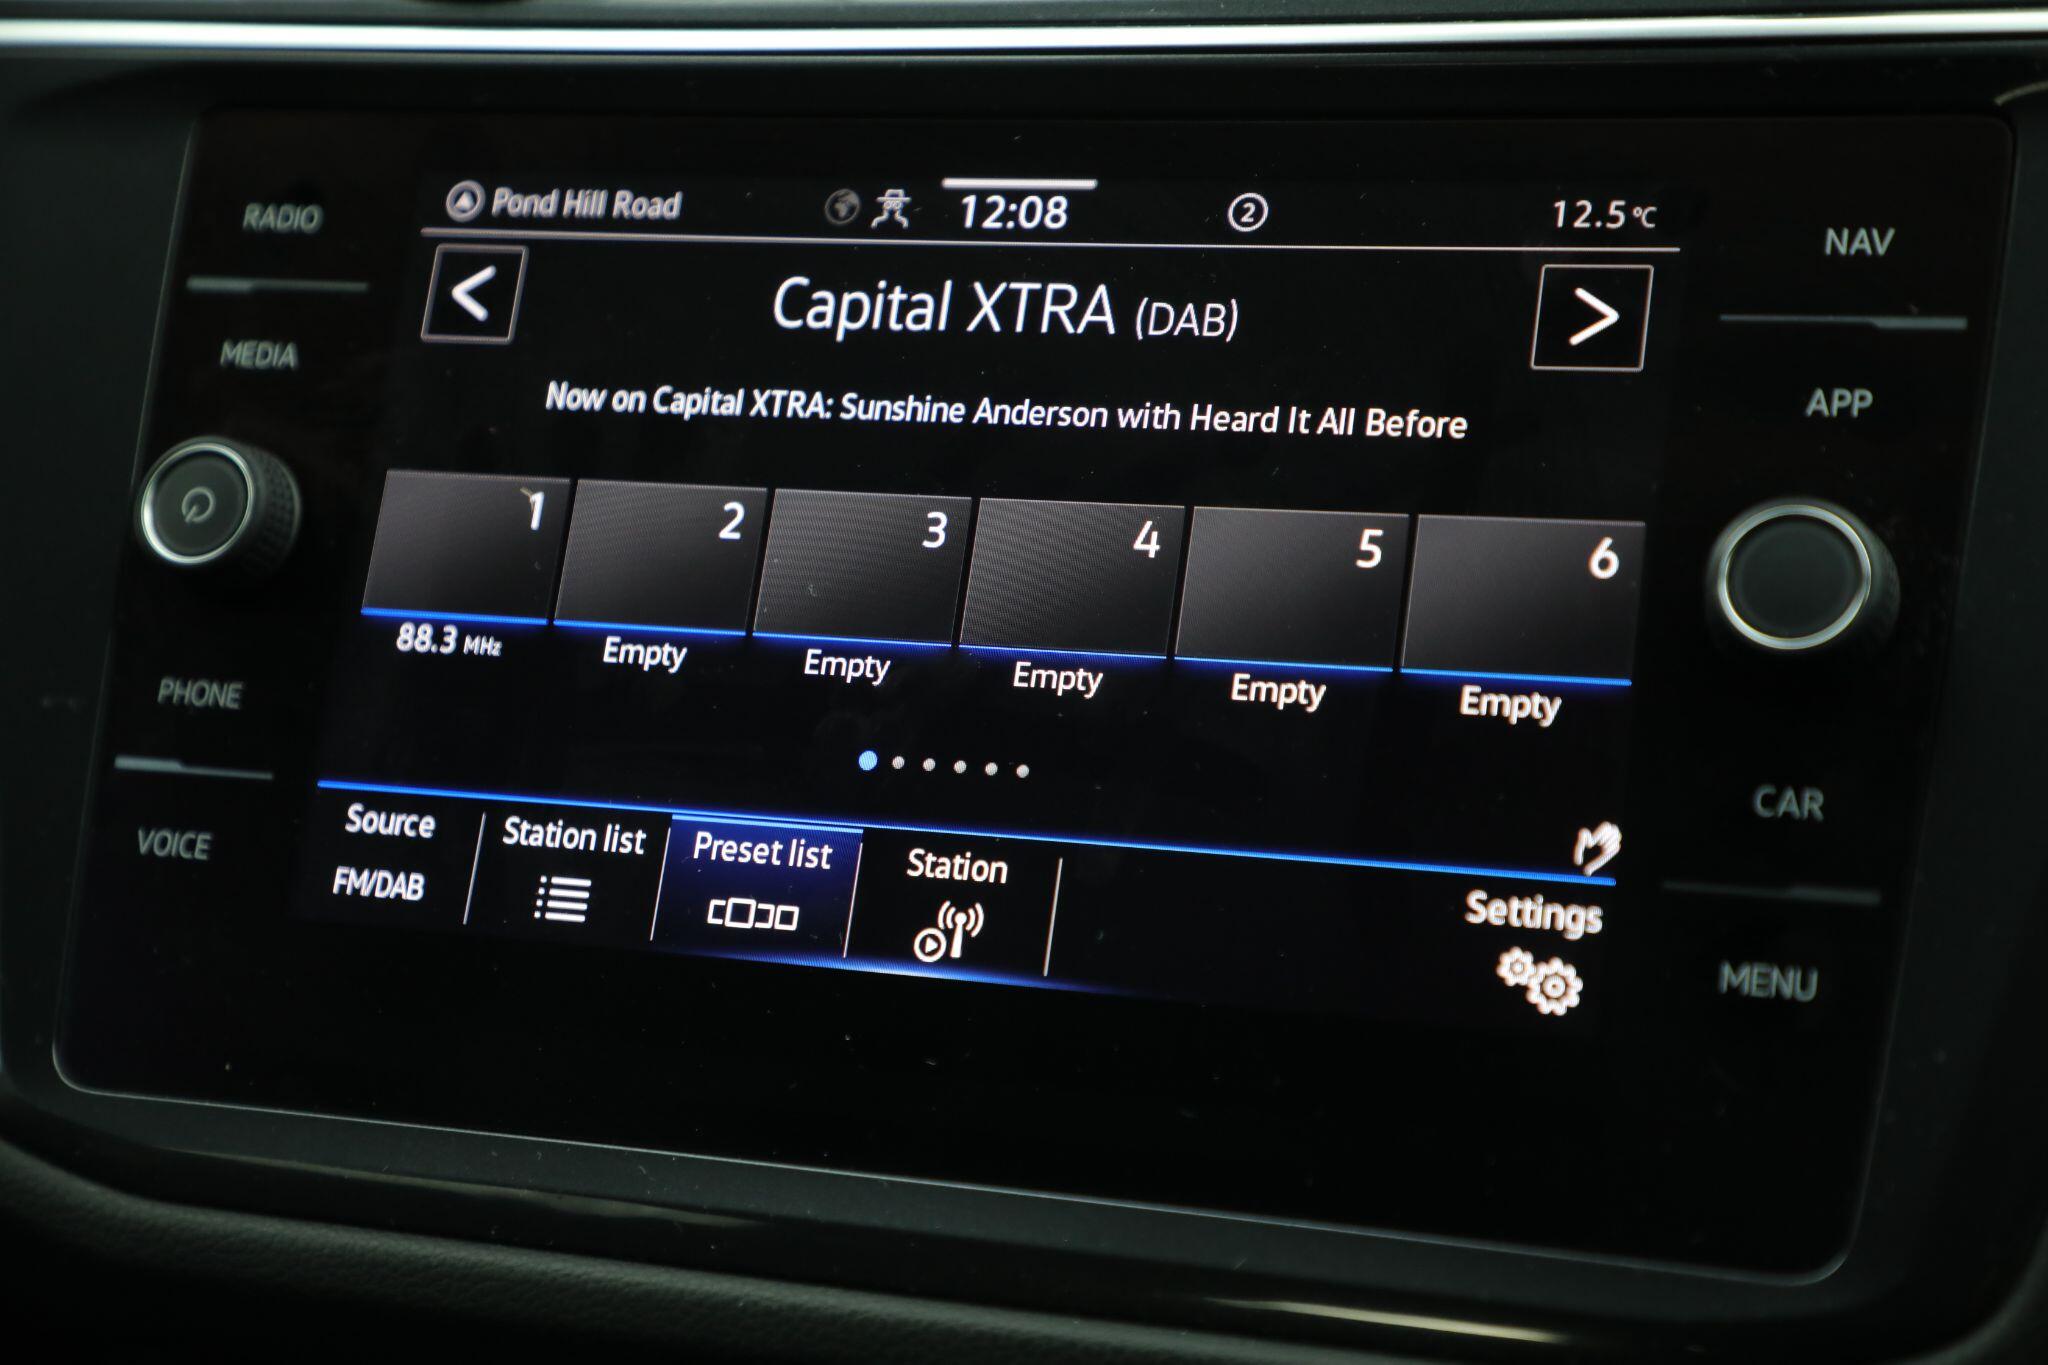 RADIO
MEDIA
PHONE
VOICE
Pond Hill Road
12:08
2
12.5°C
<
Capital XTRA (DAB)
>
Now on Capital XTRA: Sunshine Anderson with Heard It All Before
1
2
3
4
5
6
88.3 MHz
Empty
Empty
Empty
Empty
Empty
Source
FM/DAB
Station list
Preset list
Station
Settings
NAV
APP
CAR
MENU